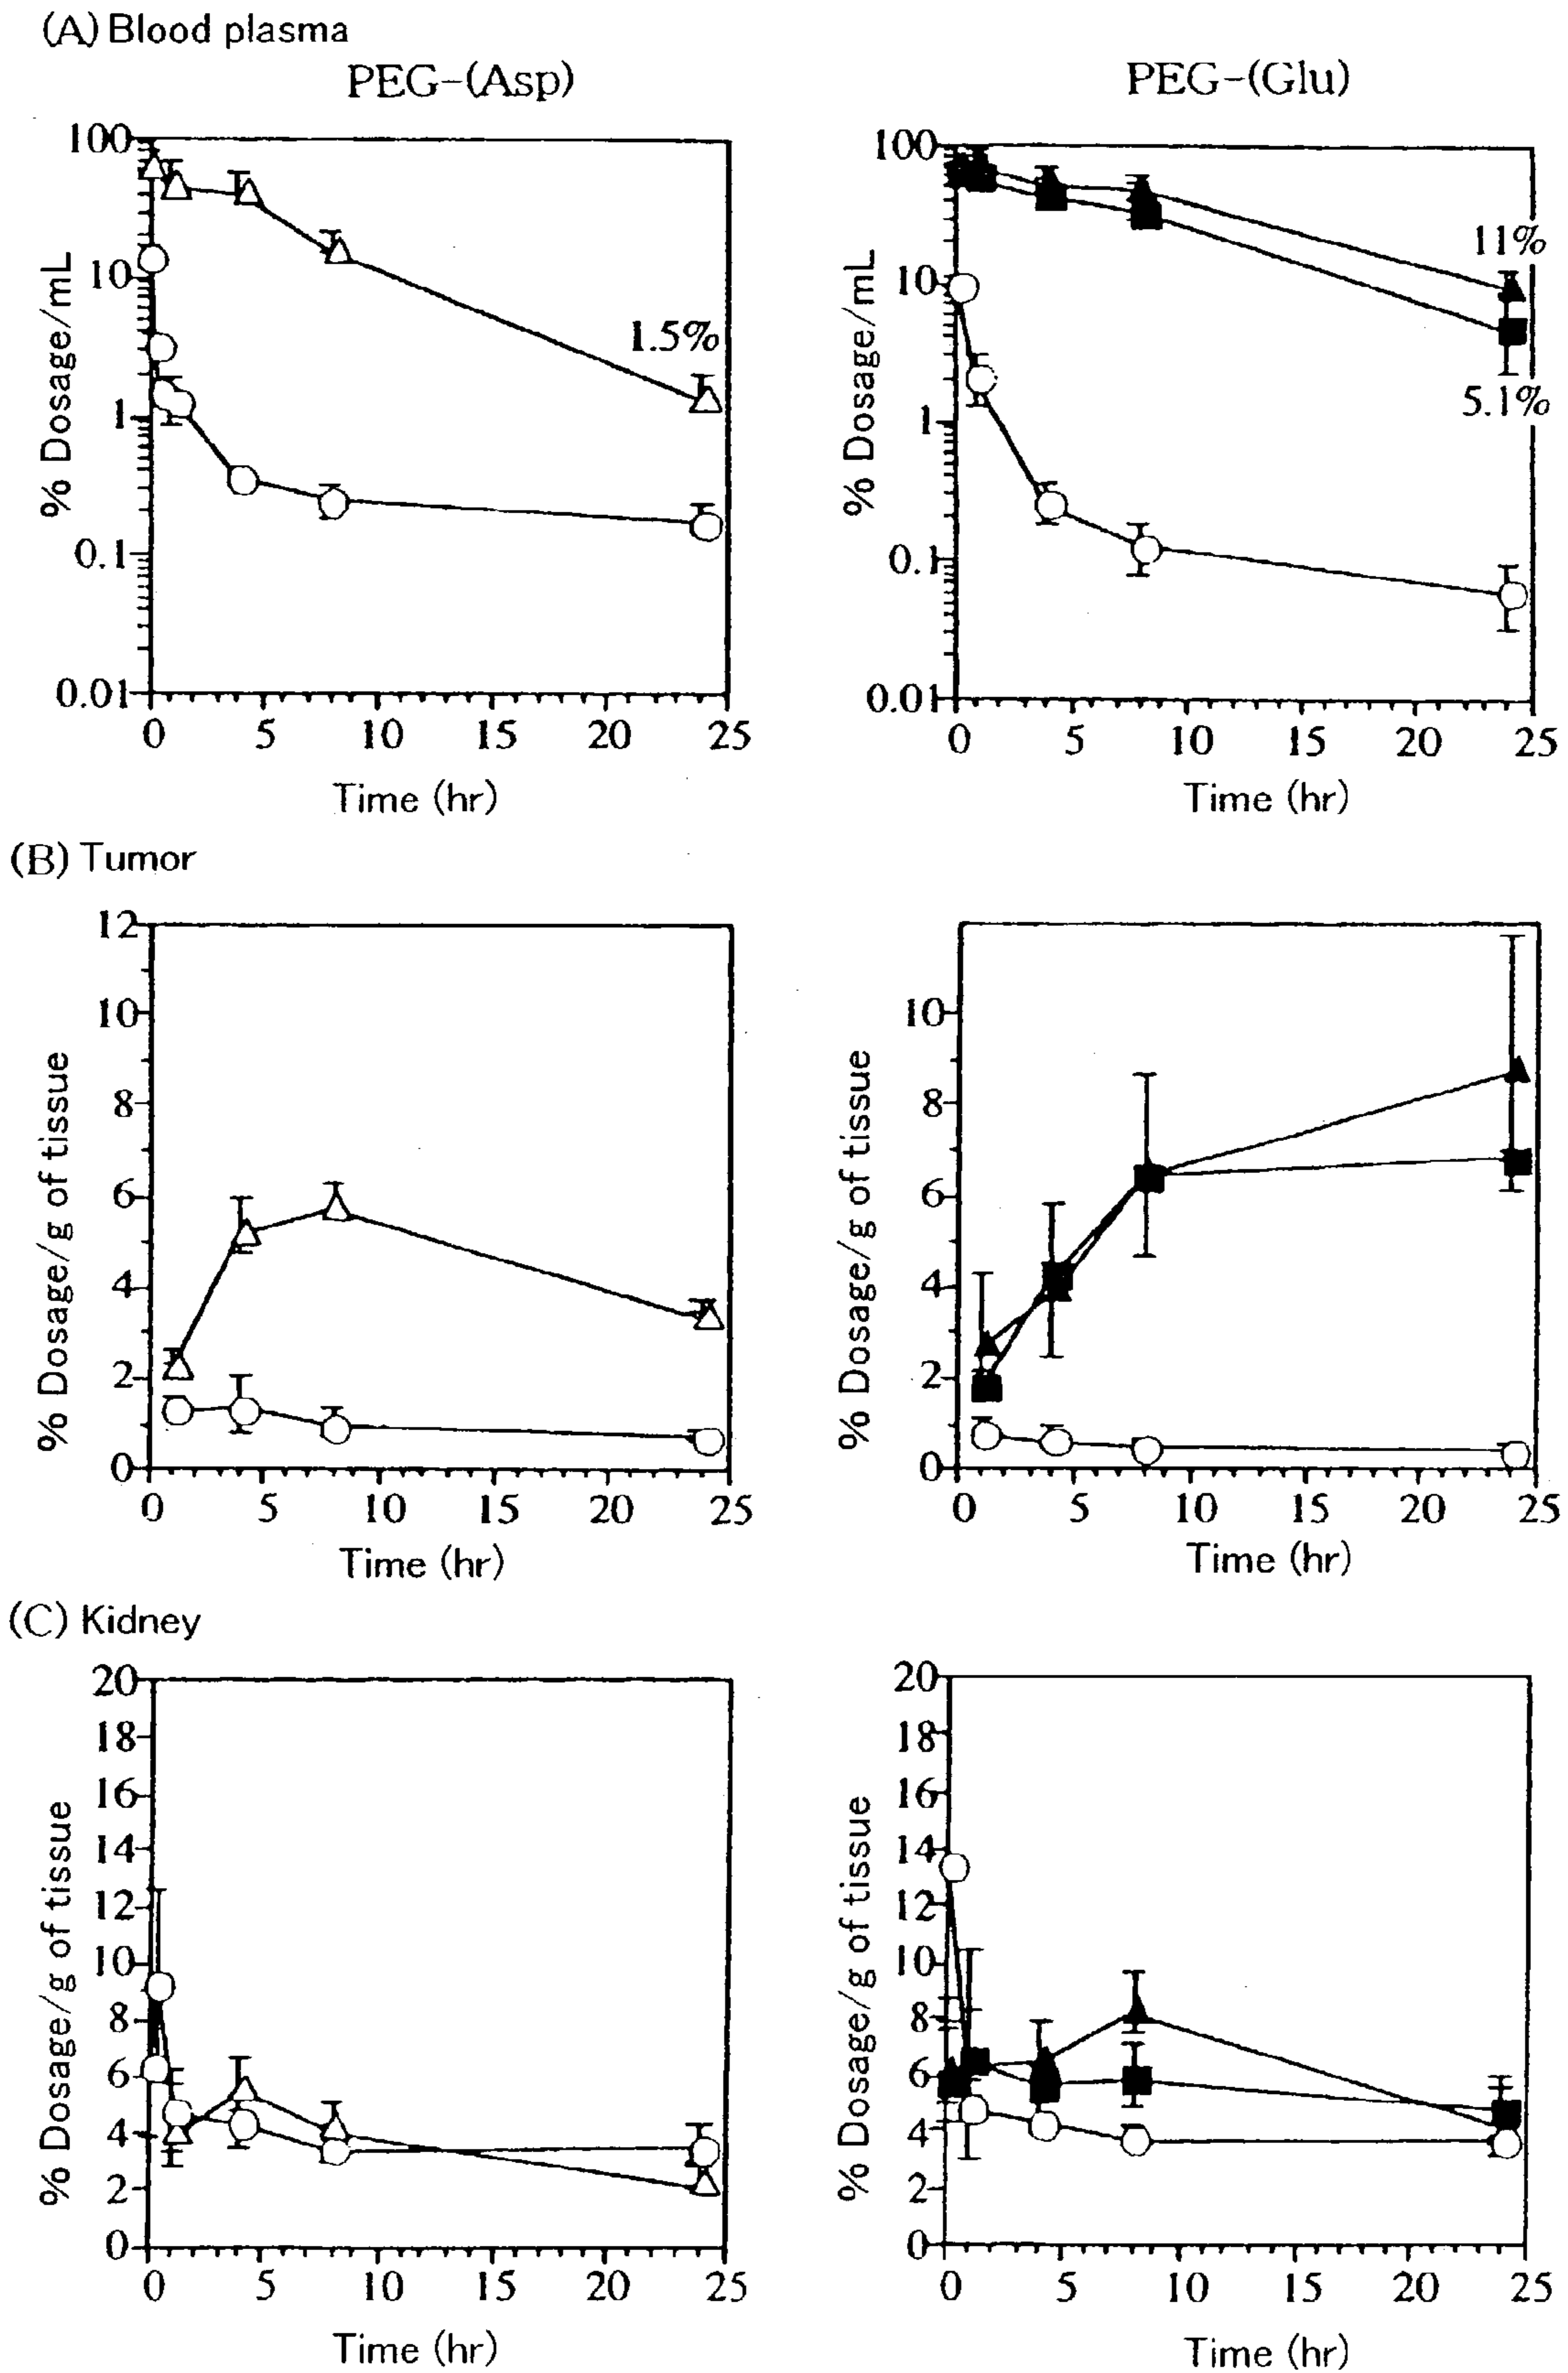 (A) Blood plasma
PEG-(Asp)
PEG-(Glu)
100
10
1
0.1
0.01
% Dosage/mL
1.5%
0 5 10 15 20 25
Time (hr)
100
10
1
0.1
0.01
% Dosage/mL
11%
5.1%
0 5 10 15 20 25
Time (hr)
(B) Tumor
12
10
8
6
4
2
0
% Dosage/g of tissue
0 5 10 15 20 25
Time (hr)
10
8
6
4
2
0
% Dosage/g of tissue
0 5 10 15 20 25
Time (hr)
(C) Kidney
20
18
16
14
12
10
8
6
4
2
0
% Dosage/g of tissue
0 5 10 15 20 25
Time (hr)
20
18
16
14
12
10
8
6
4
2
0
% Dosage/g of tissue
0 5 10 15 20 25
Time (hr)